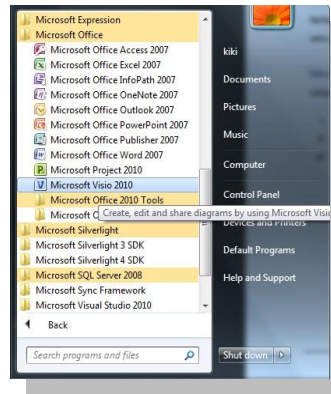 Microsoft Expression
Microsoft Office
Microsoft Office Access 2007
Microsoft Office Excel 2007
Microsoft Office InfoPath 2007
Microsoft Office OneNote 2007
Microsoft Office Outlook 2007
Microsoft Office PowerPoint 2007
Microsoft Office Publisher 2007
Microsoft Office Word 2007
Microsoft Project 2010
Microsoft Visio 2010
Microsoft Office 2010 Tools
Microsoft O
Create, edit and share diagrams by using Microsoft Visio
Microsoft Silverlight
Microsoft Silverlight 3 SDK
Microsoft Silverlight 4 SDK
Microsoft SQL Server 2008
Microsoft Sync Framework
Microsoft Visual Studio 2010
Back
Search programs and files
kiki
Documents
Pictures
Music
Computer
Control Panel
Devices and Printers
Default Programs
Help and Support
Shut down